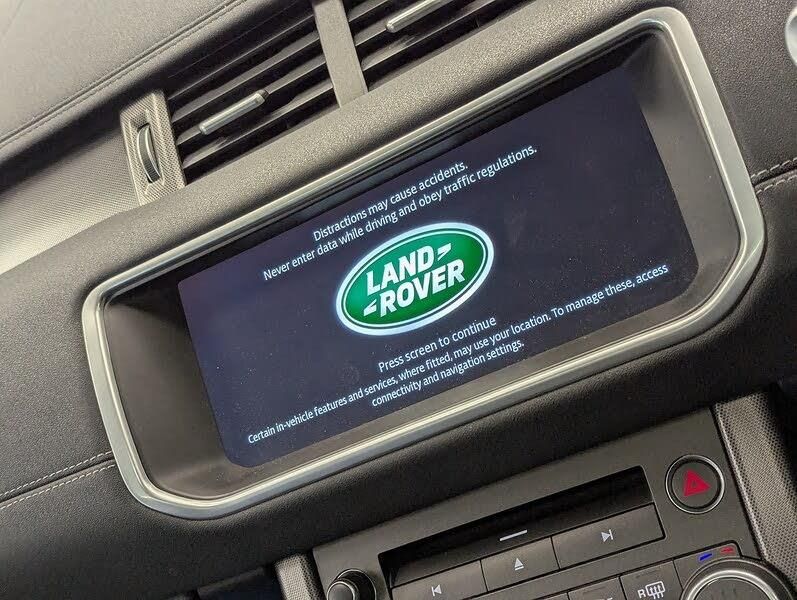 Distractions may cause accidents.
Never enter data while driving and obey traffic regulations.
LAND
ROVER
Press screen to continue
Certain in-vehicle features and services, where fitted, may use your location. To manage these, access
connectivity and navigation settings.
R